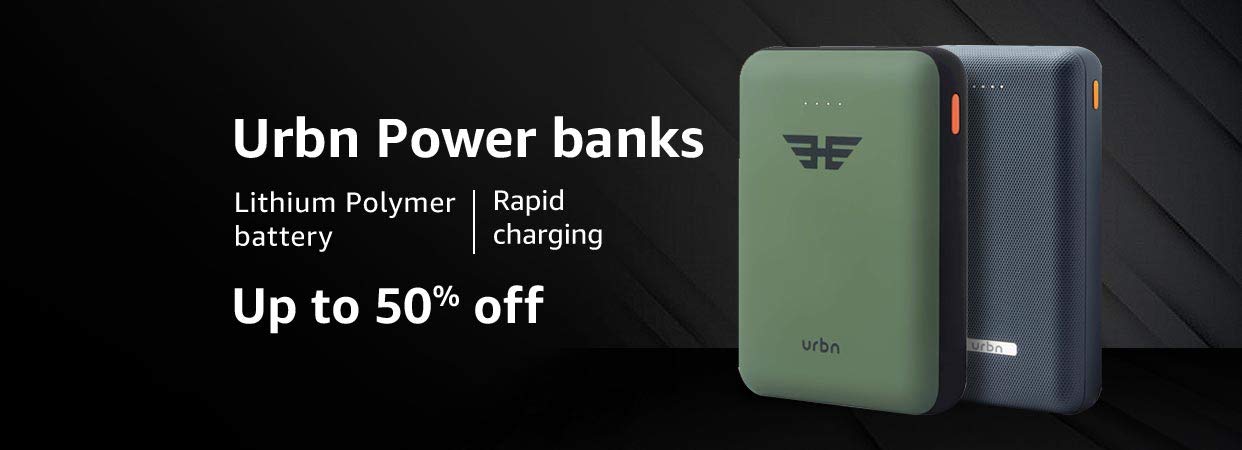 Urbn Power banks
Lithium Polymer
battery
Rapid
charging
Up to 50% off
urbn
urbn